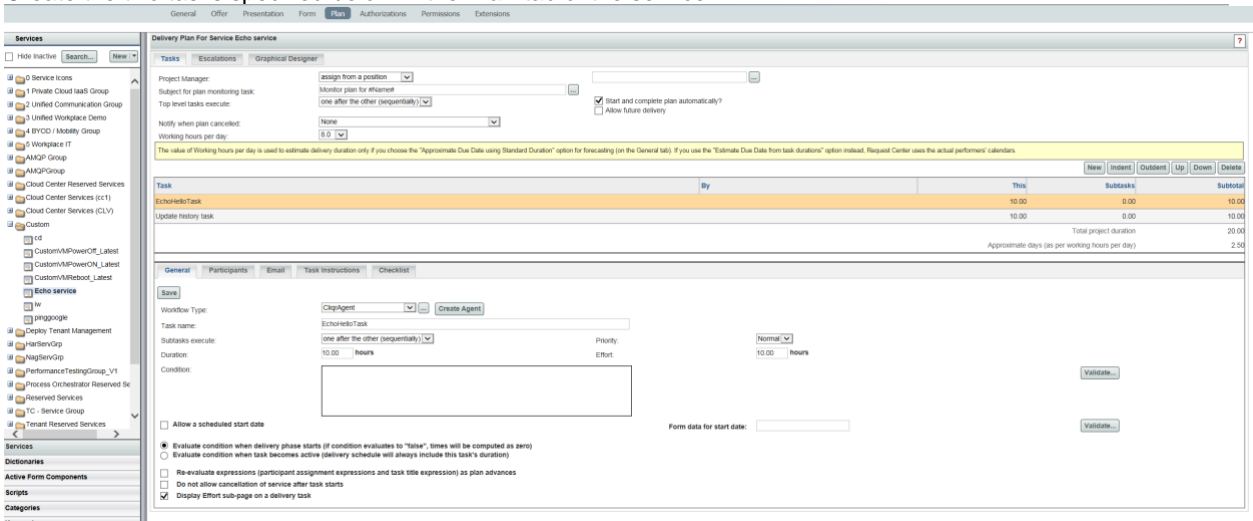 General Offer Presentation Form Plan Authorizations Permissions Extensions
Services
Hide Inactive Search... New
0 Service Icons
1 Private Cloud IaaS Group
2 Unified Communication Group
3 Unified Workplace Demo
4 BYOD / Mobility Group
5 Workplace IT
AMQP Group
AMQPGroup
Cloud Center Reserved Services
Cloud Center Services (cc1)
Cloud Center Services (CLV)
Custom
cd
CustomVMPowerOff_Latest
CustomVMPowerON_Latest
CustomVMReboot_Latest
Echo service
lw
pinggoogle
Deploy Tenant Management
HarServGrp
NagServGrp
PerformanceTestingGroup_V1
Process Orchestrator Reserved Se
Reserved Services
TC - Service Group
Tenant Reserved Services
Services
Dictionaries
Active Form Components
Scripts
Categories
Delivery Plan For Service Echo service ?
Tasks Escalations Graphical Designer
Project Manager: assign from a position ...
Subject for plan monitoring task: Monitor plan for #Name# ...
Top level tasks execute: one after the other (sequentially) Start and complete plan automatically?
Allow future delivery
Notify when plan cancelled: None
Working hours per day: 8.0
The value of Working hours per day is used to estimate delivery duration only if you choose the "Approximate Due Date using Standard Duration" option for forecasting (on the General tab). If you use the "Estimate Due Date from task durations" option instead, Request Center uses the actual performers' calendars.
New Indent Outdent Up Down Delete
Task By This Subtasks Subtotal
EchoHelloTask 10.00 0.00 10.00
Update history task 10.00 0.00 10.00
Total project duration 20.00
Approximate days (as per working hours per day) 2.50
General Participants Email Task Instructions Checklist
Save
Workflow Type: CliqrAgent ... Create Agent
Task name: EchoHelloTask
Subtasks execute: one after the other (sequentially) Priority: Normal
Duration: 10.00 hours Effort: 10.00 hours
Condition: Validate...
Allow a scheduled start date Form data for start date: Validate...
Evaluate condition when delivery phase starts (if condition evaluates to "false", times will be computed as zero)
Evaluate condition when task becomes active (delivery schedule will always include this task's duration)
Re-evaluate expressions (participant assignment expressions and task title expression) as plan advances
Do not allow cancellation of service after task starts
Display Effort sub-page on a delivery task